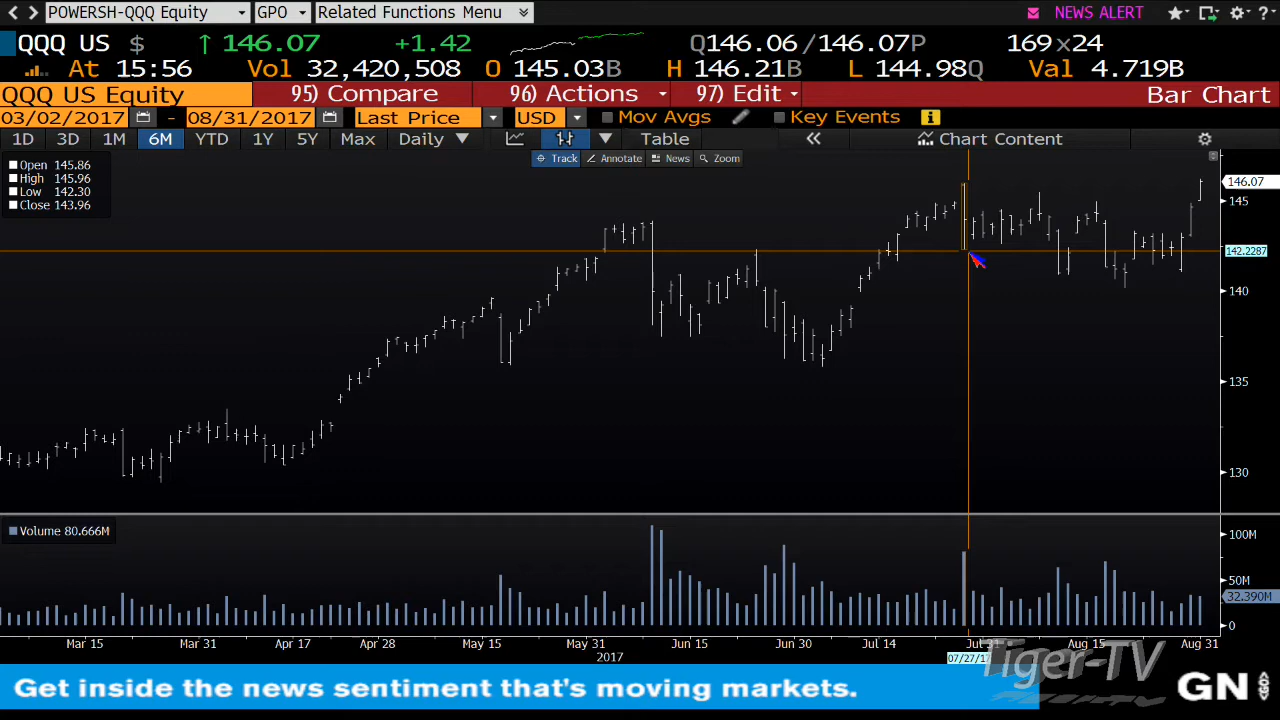 POWERSH-QQQ Equity GPO Related Functions Menu NEWS ALERT
QQQ US $ ↑ 146.07 +1.42 Q146.06/146.07P 169x24
At 15:56 Vol 32,420,508 O 145.03B H 146.21B L 144.98Q Val 4.719B
QQQ US Equity 95) Compare 96) Actions 97) Edit Bar Chart
03/02/2017 - 08/31/2017 Last Price USD Mov Avgs Key Events
1D 3D 1M 6M YTD 1Y 5Y Max Daily Table « Chart Content
Track Annotate News Zoom
Open 145.86
High 145.96
Low 142.30
Close 143.96
146.07
145
142.2287
140
135
130
Volume 80.666M
100M
50M
32.390M
0
Mar 15 Mar 31 Apr 17 Apr 28 May 15 May 31 Jun 15 Jun 30 Jul 14 Jul 31 Aug 15 Aug 31
2017 07/27/17
Tiger-TV
Get inside the news sentiment that's moving markets.
GN GO